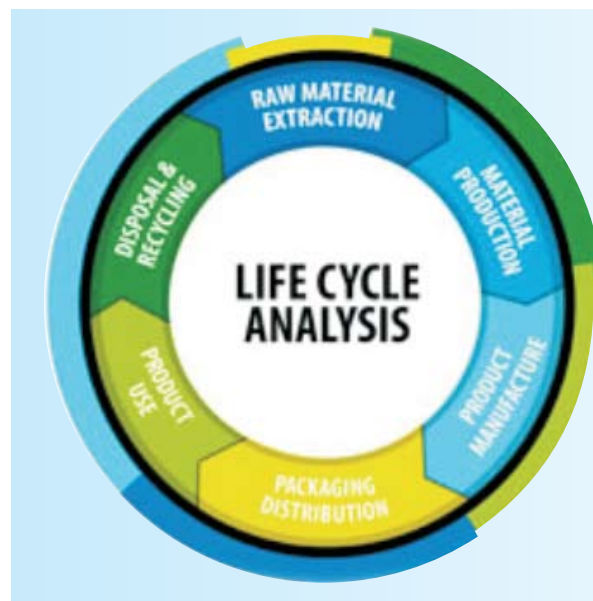 RAW MATERIAL
EXTRACTION
MATERIAL
PRODUCTION
PRODUCT
MANUFACTURE
PACKAGING
DISTRIBUTION
PRODUCT
USE
DISPOSAL &
RECYCLING
LIFE CYCLE
ANALYSIS